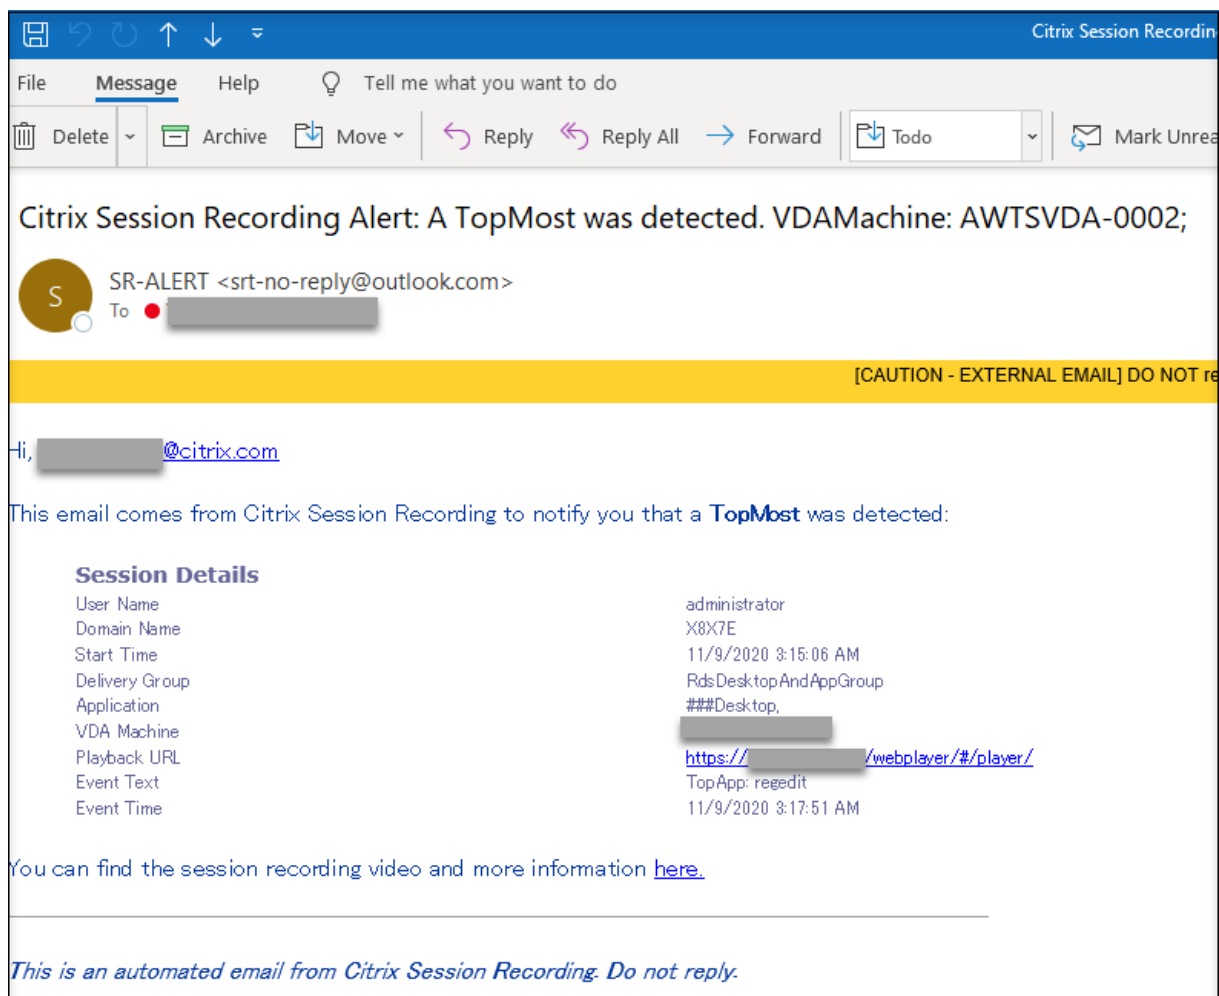 Citrix Session Recordin
File Message Help Tell me what you want to do
Delete Archive Move Reply Reply All Forward Todo Mark Unrea
Citrix Session Recording Alert: A TopMost was detected. VDAMachine: AWTSVDA-0002;
S
SR-ALERT <srt-no-reply@outlook.com>
To
[CAUTION - EXTERNAL EMAIL] DO NOT re
Hi, @citrix.com
This email comes from Citrix Session Recording to notify you that a TopMost was detected:
Session Details
User Name administrator
Domain Name X8X7E
Start Time 11/9/2020 3:15:06 AM
Delivery Group RdsDesktopAndAppGroup
Application ###Desktop,
VDA Machine
Playback URL https:// /webplayer/#/player/
Event Text TopApp: regedit
Event Time 11/9/2020 3:17:51 AM
You can find the session recording video and more information here.
This is an automated email from Citrix Session Recording. Do not reply.